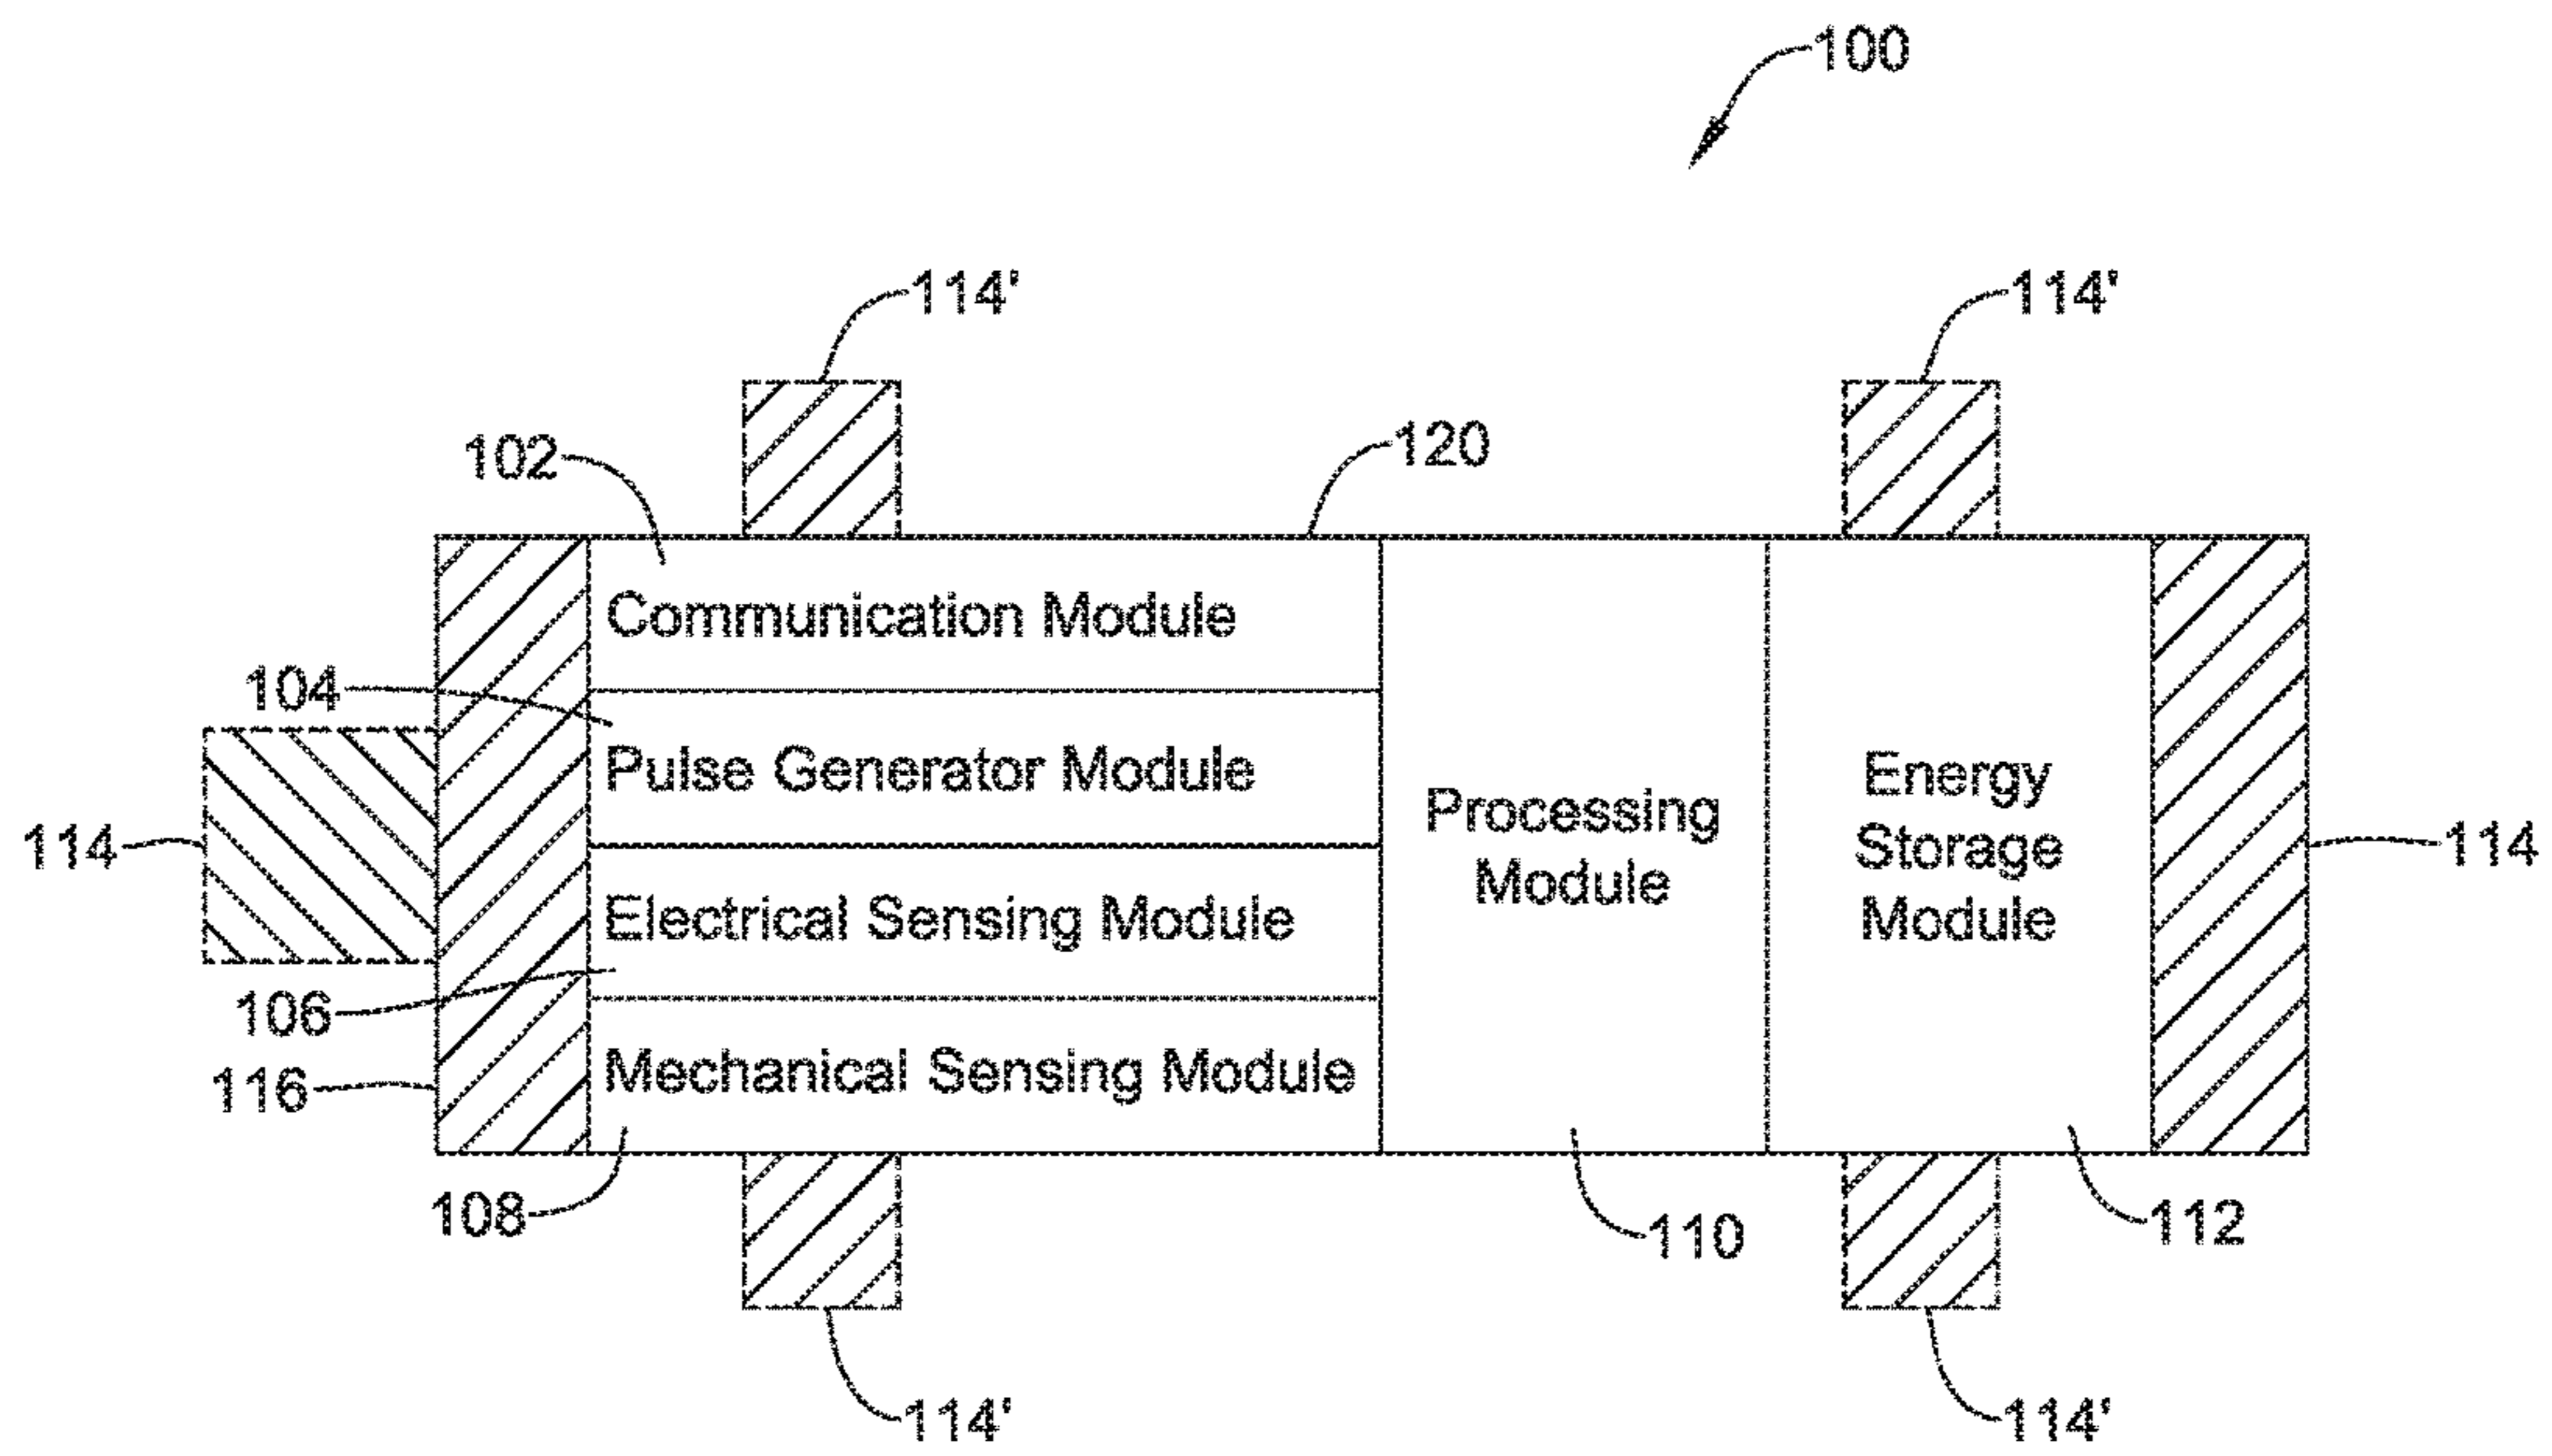 100
114'
114'
102
120
Communication Module
104
Pulse Generator Module
Processing
Module
Energy
Storage
Module
114
114
Electrical Sensing Module
106
Mechanical Sensing Module
116
108
110
112
114'
114'